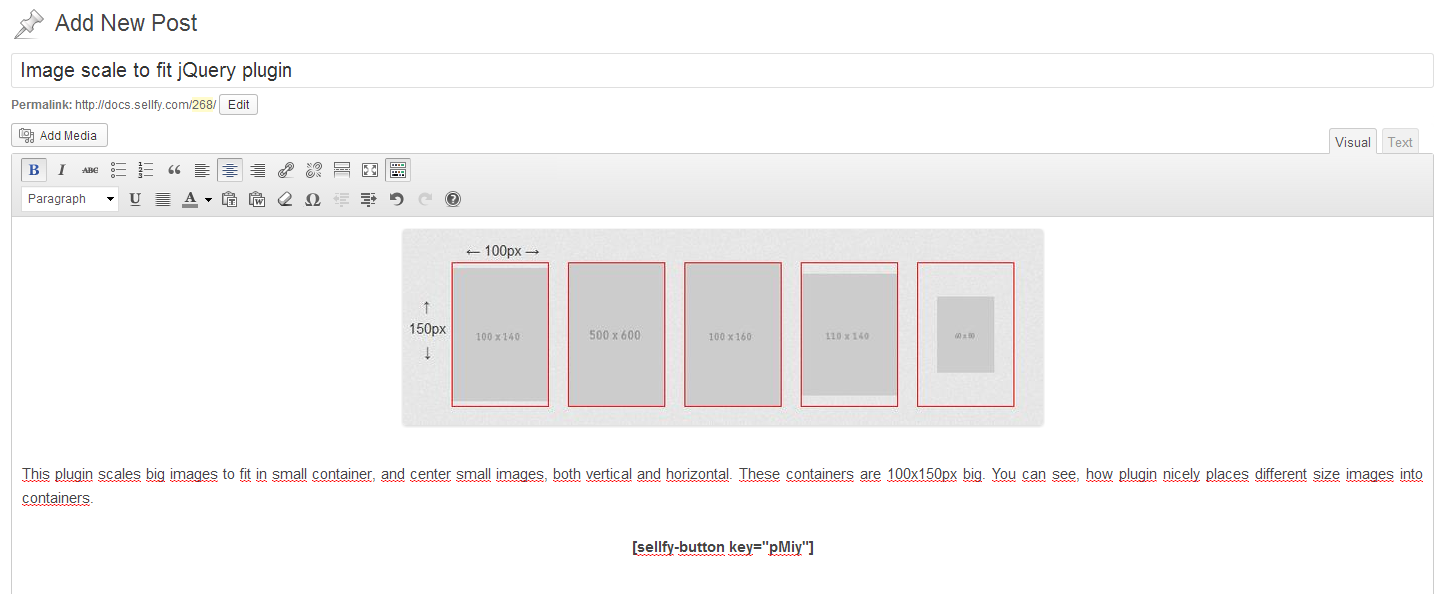 Add New Post
Image scale to fit jQuery plugin
Permalink: http://docs.sellfy.com/268/ Edit
Add Media
Visual Text
B I ABC
Paragraph U A Ω
← 100px →
↑
150px
↓
100 x 140 500 x 600 100 x 160 110 x 140 60 x 80
This plugin scales big images to fit in small container, and center small images, both vertical and horizontal. These containers are 100x150px big. You can see, how plugin nicely places different size images into
containers.
[sellfy-button key="pMiy"]